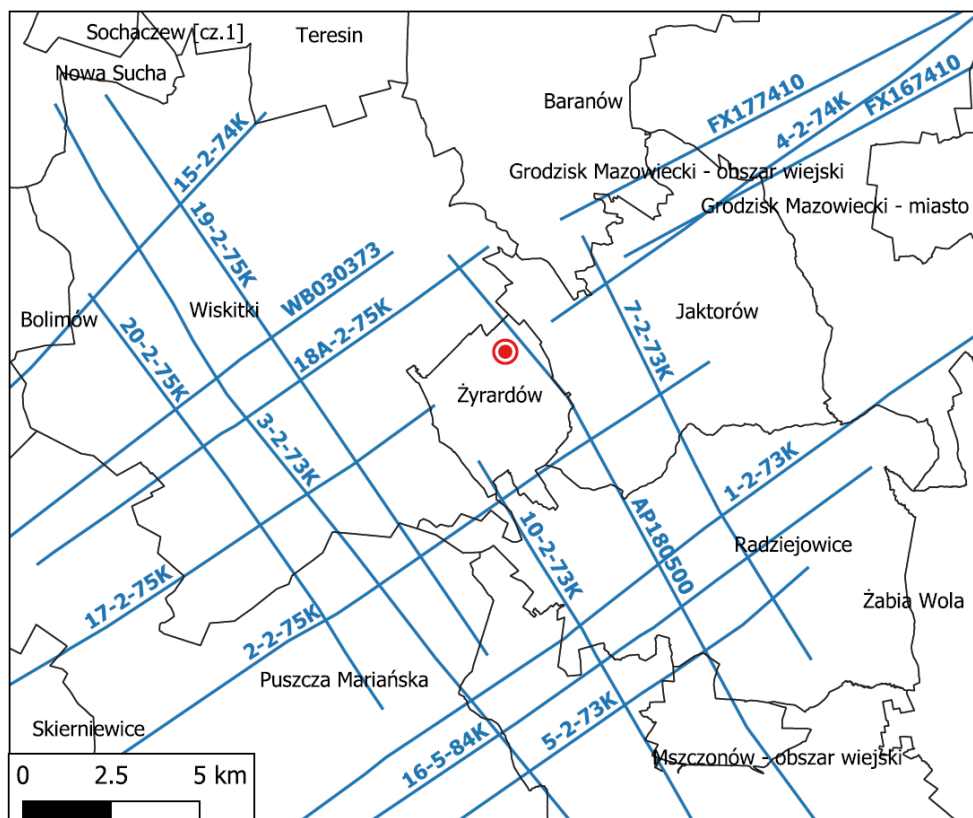 Sochaczew [cz.1]
Teresin
Nowa Sucha
Baranów
FX177410
4-2-74K
FX167410
15-2-74K
Grodzisk Mazowiecki - obszar wiejski
Grodzisk Mazowiecki - miasto
19-2-75K
WB030373
Bolimów
Wiskitki
18A-2-75K
7-2-73K
Jaktorów
20-2-75K
Żyrardów
3-2-73K
1-2-73K
10-2-73K
AP180500
Radziejowice
17-2-75K
2-2-75K
Żabia Wola
Puszcza Mariańska
Skierniewice
16-5-84K
5-2-73K
Mszczonów - obszar wiejski
0 2.5 5 km